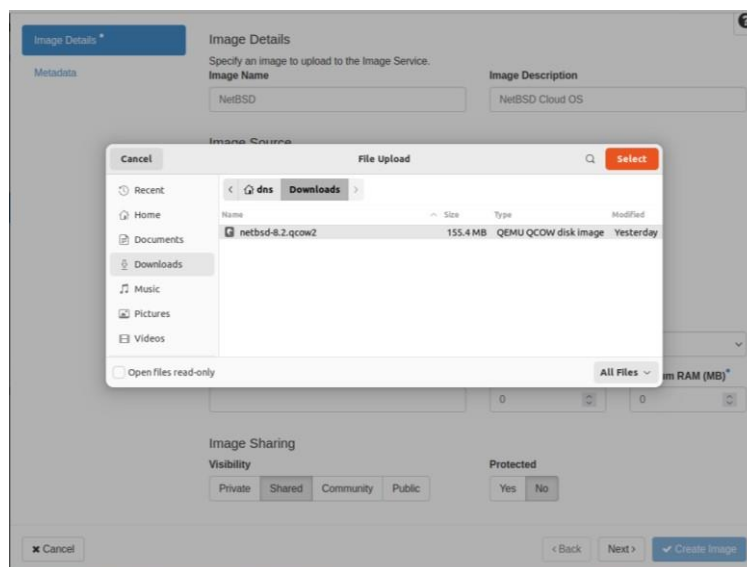 Image Details *
Metadata
Image Details
Specify an image to upload to the Image Service.
Image Name
Image Description
NetBSD
NetBSD Cloud OS
Image Source
Cancel
File Upload
Select
Recent
Home
Documents
Downloads
Music
Pictures
Videos
dns
Downloads
Name
Size
Type
Modified
netbsd-8.2.qcow2
155.4 MB
QEMU QCOW disk image
Yesterday
Open files read-only
All Files
RAM (MB)*
0
0
Image Sharing
Visibility
Protected
Private
Shared
Community
Public
Yes
No
Cancel
Back
Next
Create Image